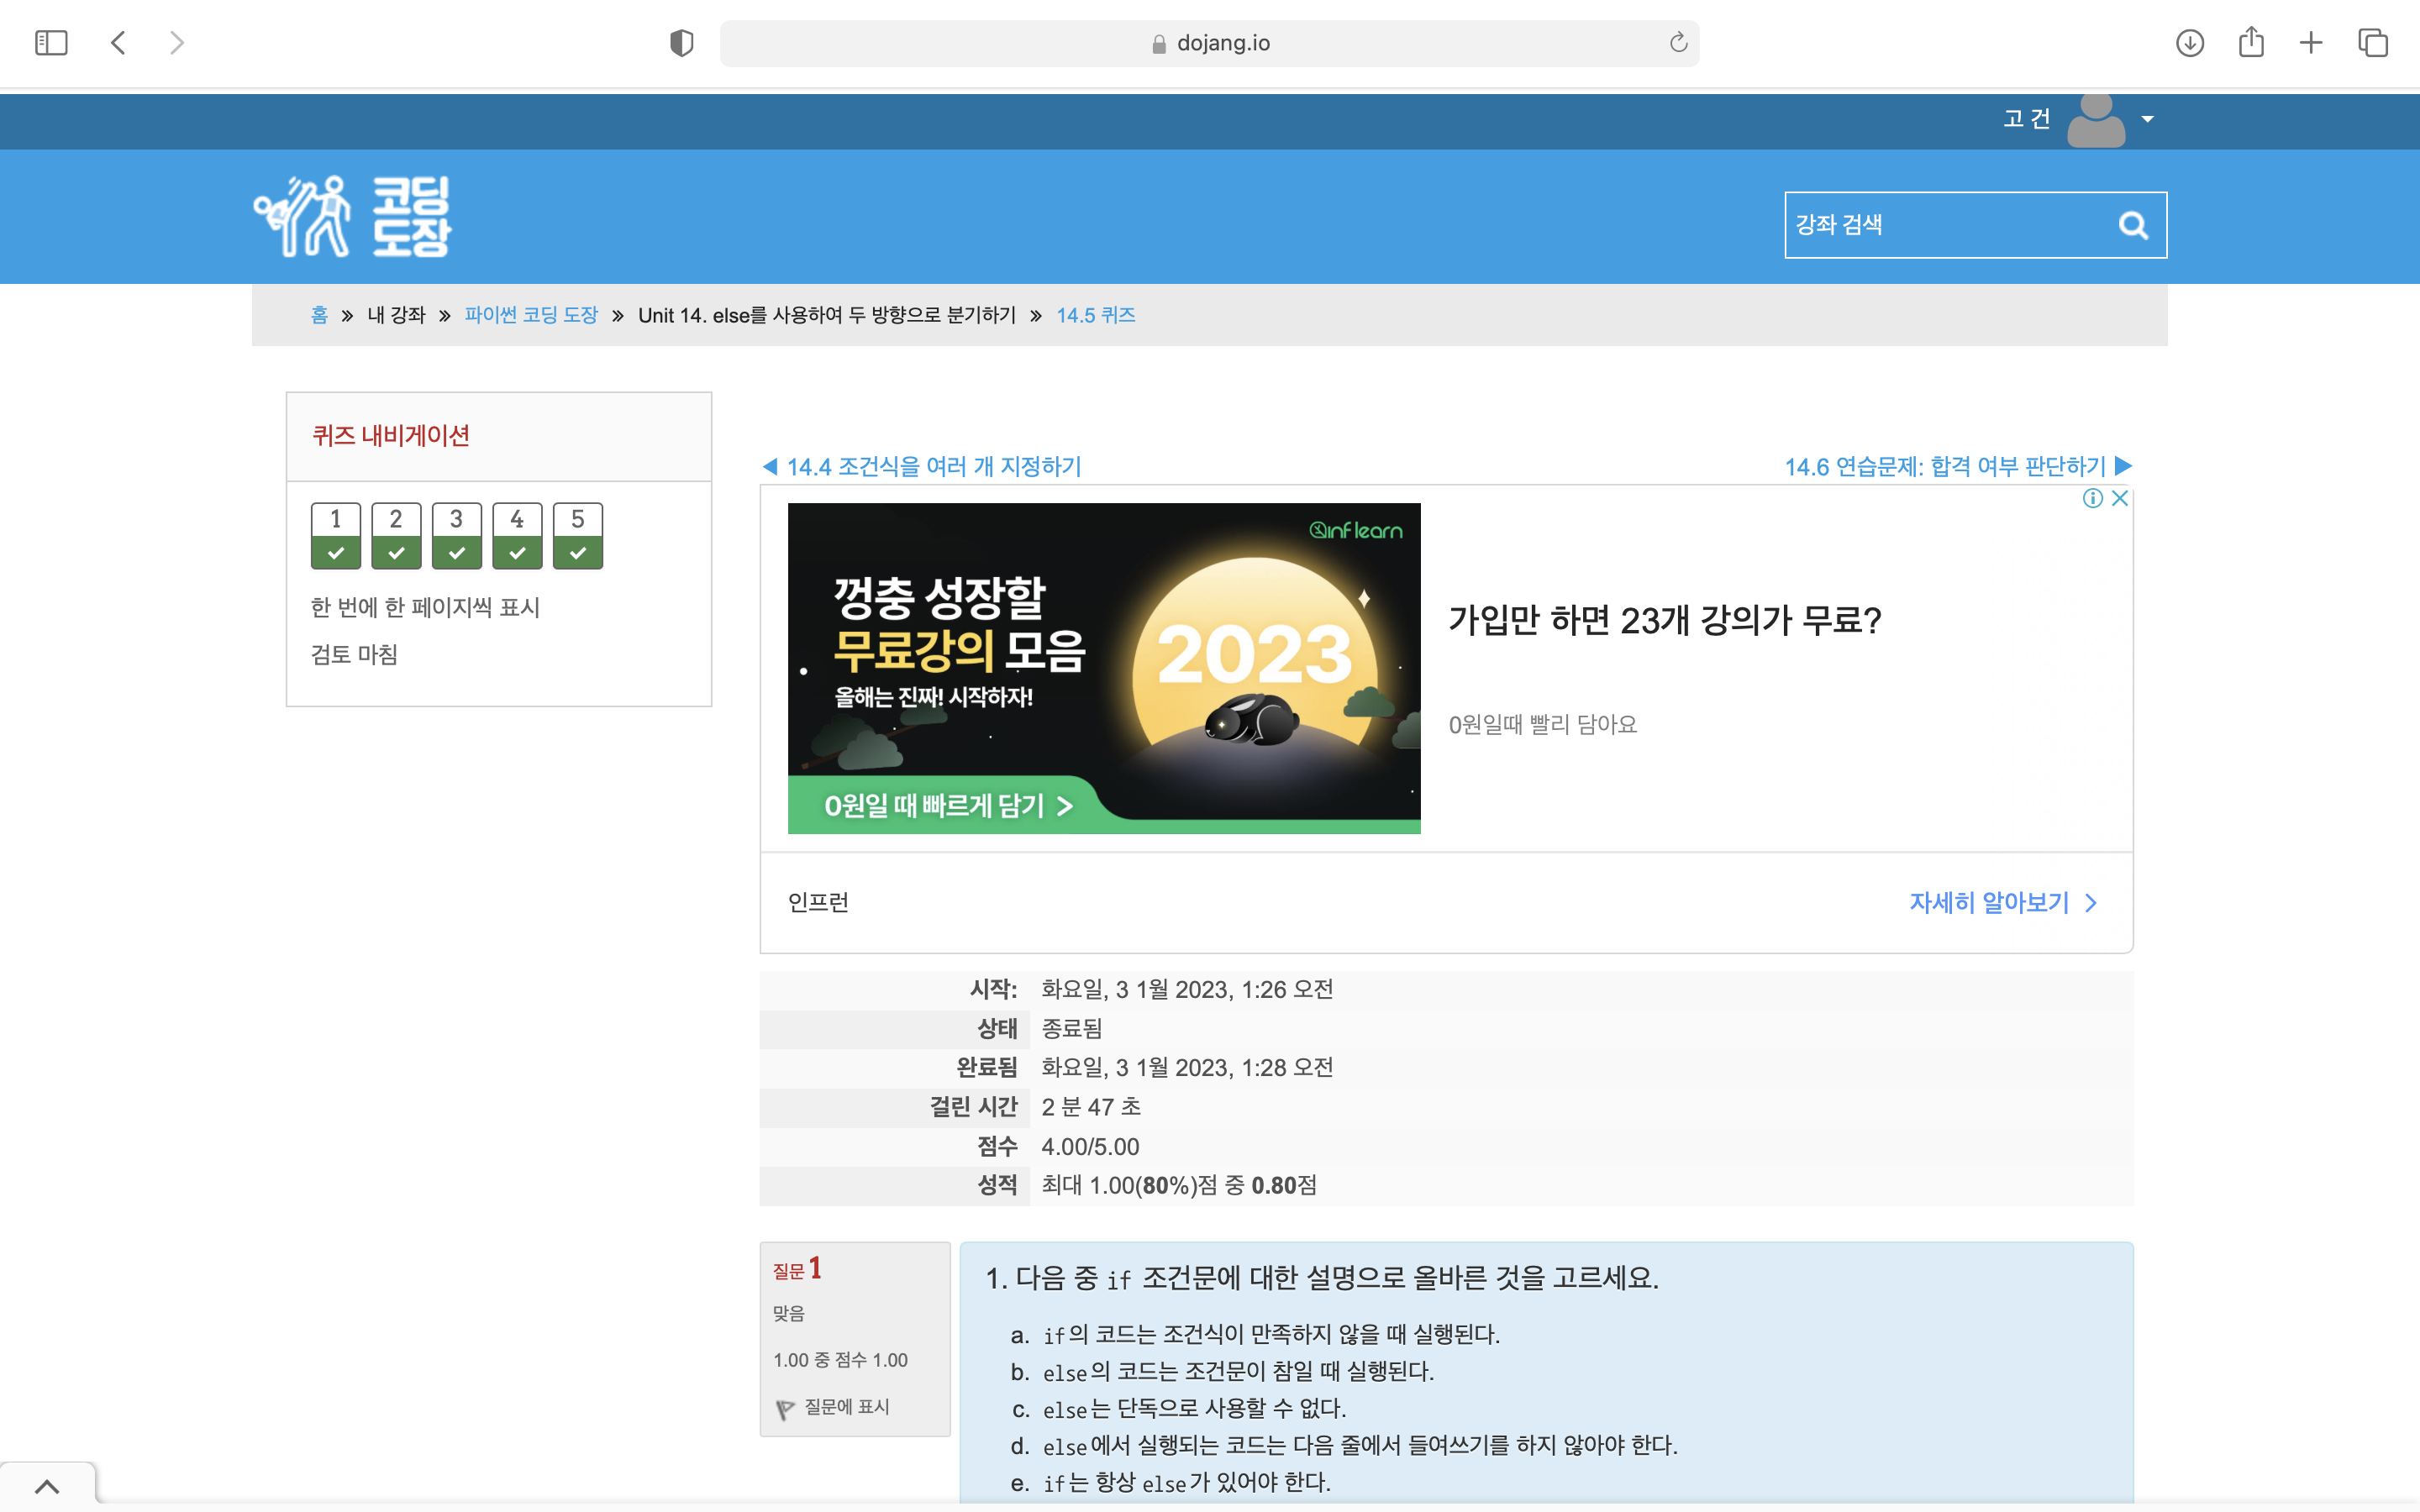 dojang.io
고 건
코딩
도장
강좌 검색
홈 » 내 강좌 » 파이썬 코딩 도장 » Unit 14. else를 사용하여 두 방향으로 분기하기 » 14.5 퀴즈
퀴즈 내비게이션
1 2 3 4 5
한 번에 한 페이지씩 표시
검토 마침
◀ 14.4 조건식을 여러 개 지정하기
14.6 연습문제: 합격 여부 판단하기 ▶
inflearn
껑충 성장할
무료강의 모음
올해는 진짜! 시작하자!
2023
0원일 때 빠르게 담기 >
가입만 하면 23개 강의가 무료?
0원일때 빨리 담아요
인프런
자세히 알아보기 >
시작: 화요일, 3 1월 2023, 1:26 오전
상태 종료됨
완료됨 화요일, 3 1월 2023, 1:28 오전
걸린 시간 2 분 47 초
점수 4.00/5.00
성적 최대 1.00(80%)점 중 0.80점
질문 1
맞음
1.00 중 점수 1.00
질문에 표시
1. 다음 중 if 조건문에 대한 설명으로 올바른 것을 고르세요.
a. if의 코드는 조건식이 만족하지 않을 때 실행된다.
b. else의 코드는 조건문이 참일 때 실행된다.
c. else는 단독으로 사용할 수 없다.
d. else에서 실행되는 코드는 다음 줄에서 들여쓰기를 하지 않아야 한다.
e. if는 항상 else가 있어야 한다.